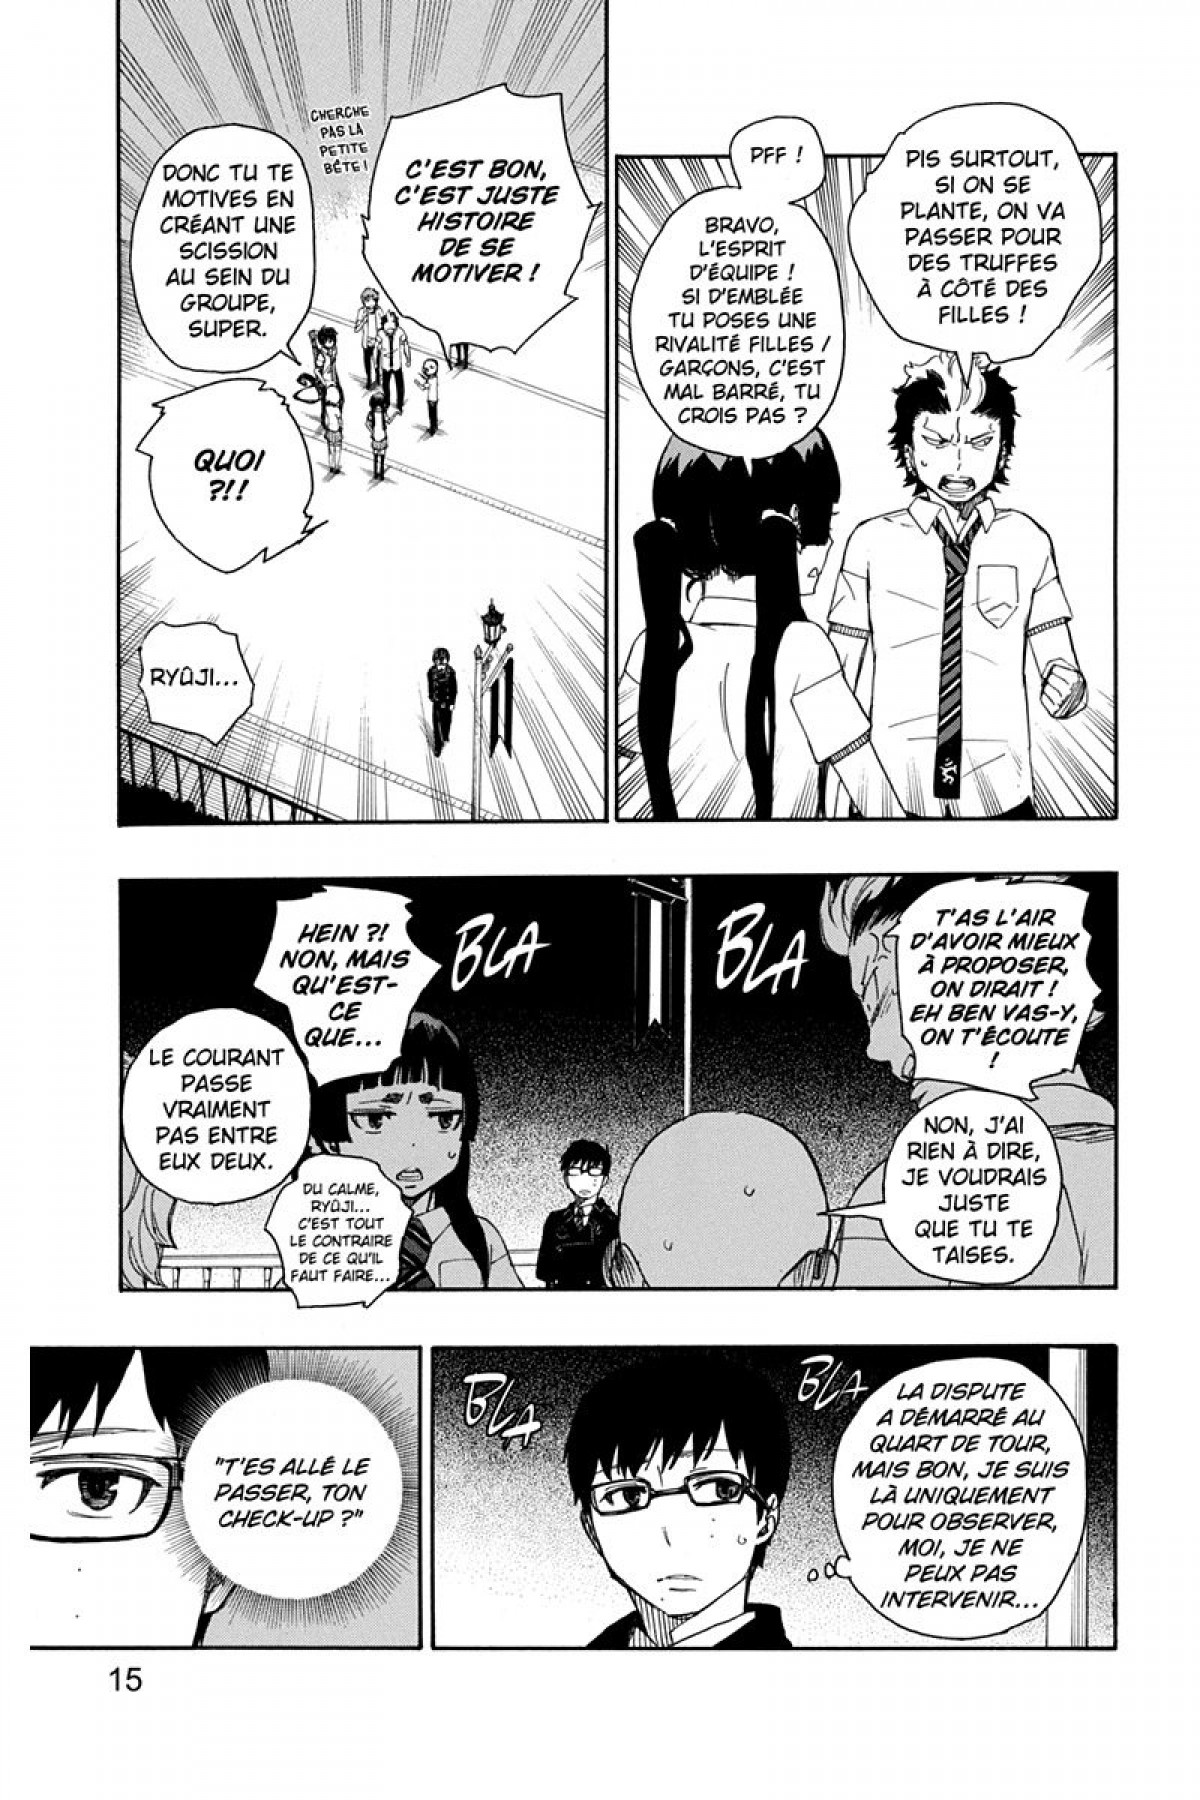 PIS SURTOUT,
SI ON SE
PLANTE, ON VA
PASSER POUR
DES TRUFFES
À CÔTÉ DES
FILLES !
PFF !
BRAVO,
L'ESPRIT
D'ÉQUIPE !
SI D'EMBLÉE
TU POSES UNE
RIVALITÉ FILLES /
GARÇONS, C'EST
MAL BARRÉ, TU
CROIS PAS ?
C'EST BON,
C'EST JUSTE
HISTOIRE
DE SE
MOTIVER !
CHERCHE
PAS LA
PETITE
BÊTE !
DONC TU TE
MOTIVES EN
CRÉANT UNE
SCISSION
AU SEIN DU
GROUPE,
SUPER.
QUOI
?!!
RYÛJI...
T'AS L'AIR
D'AVOIR MIEUX
À PROPOSER,
ON DIRAIT !
EH BEN VAS-Y,
ON T'ÉCOUTE
!
BLA
NON, J'AI
RIEN À DIRE,
JE VOUDRAIS
JUSTE
QUE TU TE
TAISES.
BLA
HEIN ?!
NON, MAIS
QU'EST-
CE
QUE...
DU CALME,
RYÛJI...
C'EST TOUT
LE CONTRAIRE
DE CE QU'IL
FAUT FAIRE...
LE COURANT
PASSE
VRAIMENT
PAS ENTRE
EUX DEUX.
LA DISPUTE
A DÉMARRÉ AU
QUART DE TOUR,
MAIS BON, JE SUIS
LÀ UNIQUEMENT
POUR OBSERVER,
MOI, JE NE
PEUX PAS
INTERVENIR...
BLA
BLA
"T'ES ALLÉ LE
PASSER, TON
CHECK-UP ?"
15